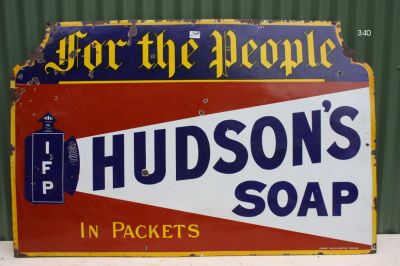 For the People
340
HUDSON'S
SOAP
IFP
IN PACKETS